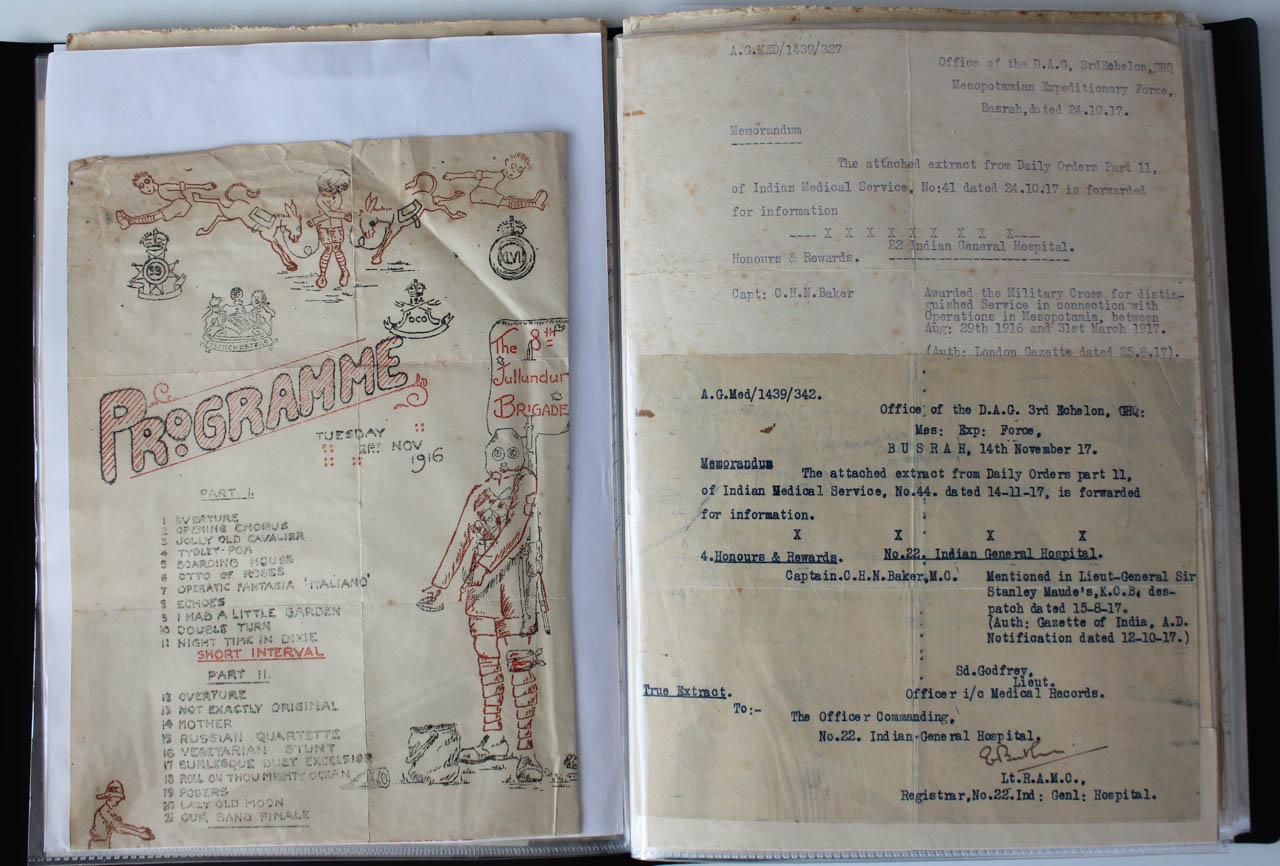 59
LVI
MANCHESTERS
The 8th
Jullundur
BRIGADE
PROGRAMME
TUESDAY
21ST NOV
1916
PART I.
1 OVERTURE
2 OPENING CHORUS
3 JOLLY OLD CAVALIER
4 TYDLEY-POM
5 BOARDING HOUSE
6 OTTO OF ROSES
7 OPERATIC FANTASIA 'ITALIANO'
8 ECHOES
9 I HAD A LITTLE GARDEN
10 DOUBLE TURN
11 NIGHT TIME IN DIXIE
SHORT INTERVAL
PART II.
12 OVERTURE
13 NOT EXACTLY ORIGINAL
14 MOTHER
15 RUSSIAN QUARTETTE
16 VEGETARIAN STUNT
17 BURLESQUE DUET EXCELSIOR
18 ROLL ON THOU MIGHTY OCEAN
19 POSERS
20 LAZY OLD MOON
21 GUM BAND FINALE
A.G.MED/1439/327
Office of the D.A.G, 3rdEchelon,GHQ
Mesopotamian Expeditionary Force,
Basrah,dated 24.10.17.
Memorandum
----------
The attached extract from Daily Orders Part 11,
of Indian Medical Service, No:41 dated 24.10.17 is forwarded
for information
---- X X X X X X X X X----
22 Indian General Hospital.
Honours & Rewards.
Capt: C.H.N.Baker
Awarded the Military Cross for distin-
guished Service in connection with
Operations in Mesopotamia, between
Aug: 29th 1916 and 31st March 1917.
(Auth: London Gazette dated 25.8.17).
A.G.Med/1439/342.
Office of the D.A.G. 3rd Echelon, GHQ:
Mes: Exp: Force,
B U S R A H, 14th November 17.
Memorandum
The attached extract from Daily Orders part 11,
of Indian Medical Service, No.44. dated 14-11-17, is forwarded
for information.
X X X X
4.Honours & Rewards. No.22. Indian General Hospital.
Captain.C.H.N.Baker,M.C. Mentioned in Lieut-General Sir
Stanley Maude's,K.C.B, des-
patch dated 15-8-17.
(Auth: Gazette of India, A.D.
Notification dated 12-10-17.)
Sd.Godfrey,
Lieut.
Officer i/c Medical Records.
True Extract.
To:-
The Officer Commanding,
No.22. Indian General Hospital,
Lt.R.A.M.C.,
Registrar,No.22.Ind: Genl: Hospital.